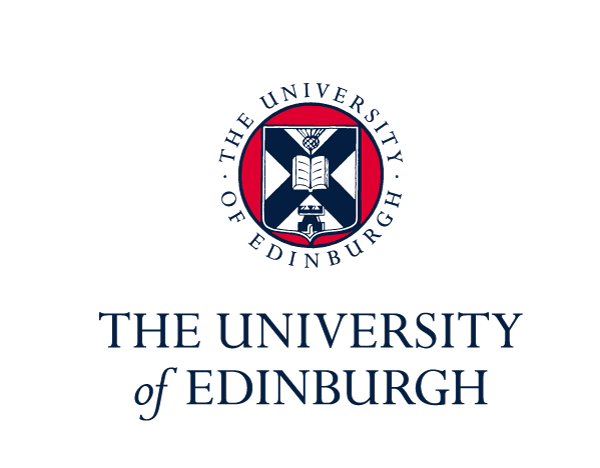 · THE UNIVERSITY ·
OF EDINBURGH
THE UNIVERSITY
of EDINBURGH